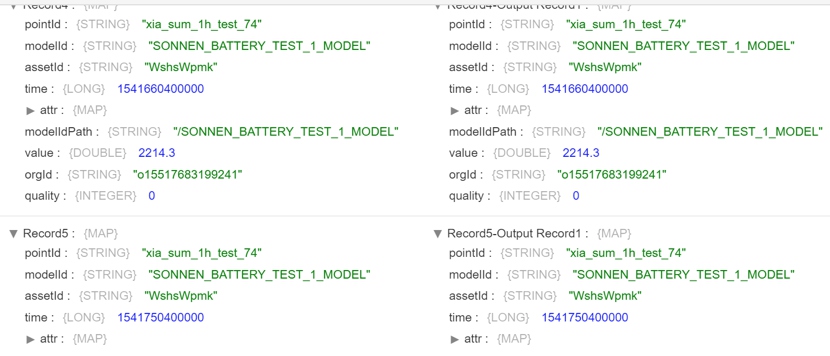 Record4 : {MAP}
pointId : {STRING} "xia_sum_1h_test_74"
modelId : {STRING} "SONNEN_BATTERY_TEST_1_MODEL"
assetId : {STRING} "WshsWpmk"
time : {LONG} 1541660400000
attr : {MAP}
modelIdPath : {STRING} "/SONNEN_BATTERY_TEST_1_MODEL"
value : {DOUBLE} 2214.3
orgId : {STRING} "o15517683199241"
quality : {INTEGER} 0
Record5 : {MAP}
pointId : {STRING} "xia_sum_1h_test_74"
modelId : {STRING} "SONNEN_BATTERY_TEST_1_MODEL"
assetId : {STRING} "WshsWpmk"
time : {LONG} 1541750400000
attr : {MAP}
Record4-Output Record1 : {MAP}
pointId : {STRING} "xia_sum_1h_test_74"
modelId : {STRING} "SONNEN_BATTERY_TEST_1_MODEL"
assetId : {STRING} "WshsWpmk"
time : {LONG} 1541660400000
attr : {MAP}
modelIdPath : {STRING} "/SONNEN_BATTERY_TEST_1_MODEL"
value : {DOUBLE} 2214.3
orgId : {STRING} "o15517683199241"
quality : {INTEGER} 0
Record5-Output Record1 : {MAP}
pointId : {STRING} "xia_sum_1h_test_74"
modelId : {STRING} "SONNEN_BATTERY_TEST_1_MODEL"
assetId : {STRING} "WshsWpmk"
time : {LONG} 1541750400000
attr : {MAP}